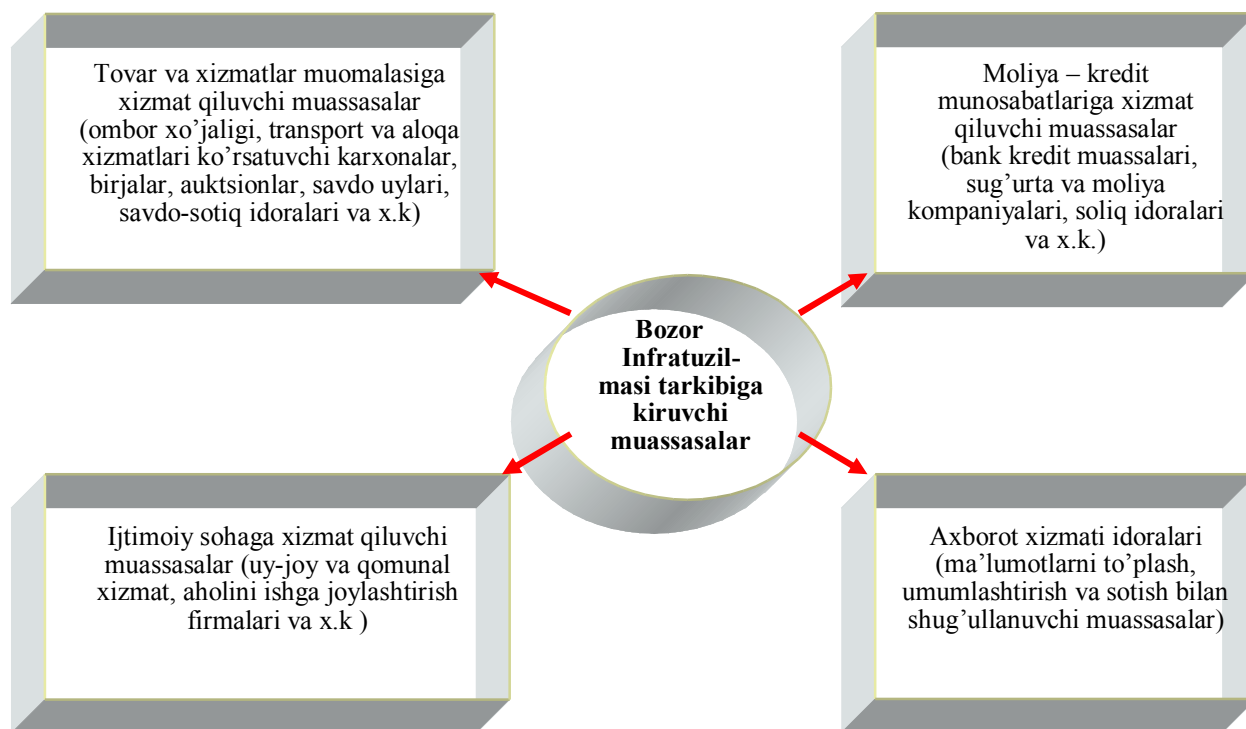 Tovar va xizmatlar muomalasiga
xizmat qiluvchi muassasalar
(ombor xo’jaligi, transport va aloqa
xizmatlari ko’rsatuvchi karxonalar,
birjalar, auktsionlar, savdo uylari,
savdo-sotiq idoralari va x.k)
Moliya – kredit
munosabatlariga xizmat
qiluvchi muassasalar
(bank kredit muassalari,
sug’urta va moliya
kompaniyalari, soliq idoralari
va x.k.)
Bozor
Infratuzil-
masi tarkibiga
kiruvchi
muassasalar
Ijtimoiy sohaga xizmat qiluvchi
muassasalar (uy-joy va qomunal
xizmat, aholini ishga joylashtirish
firmalari va x.k )
Axborot xizmati idoralari
(ma’lumotlarni to’plash,
umumlashtirish va sotish bilan
shug’ullanuvchi muassasalar)